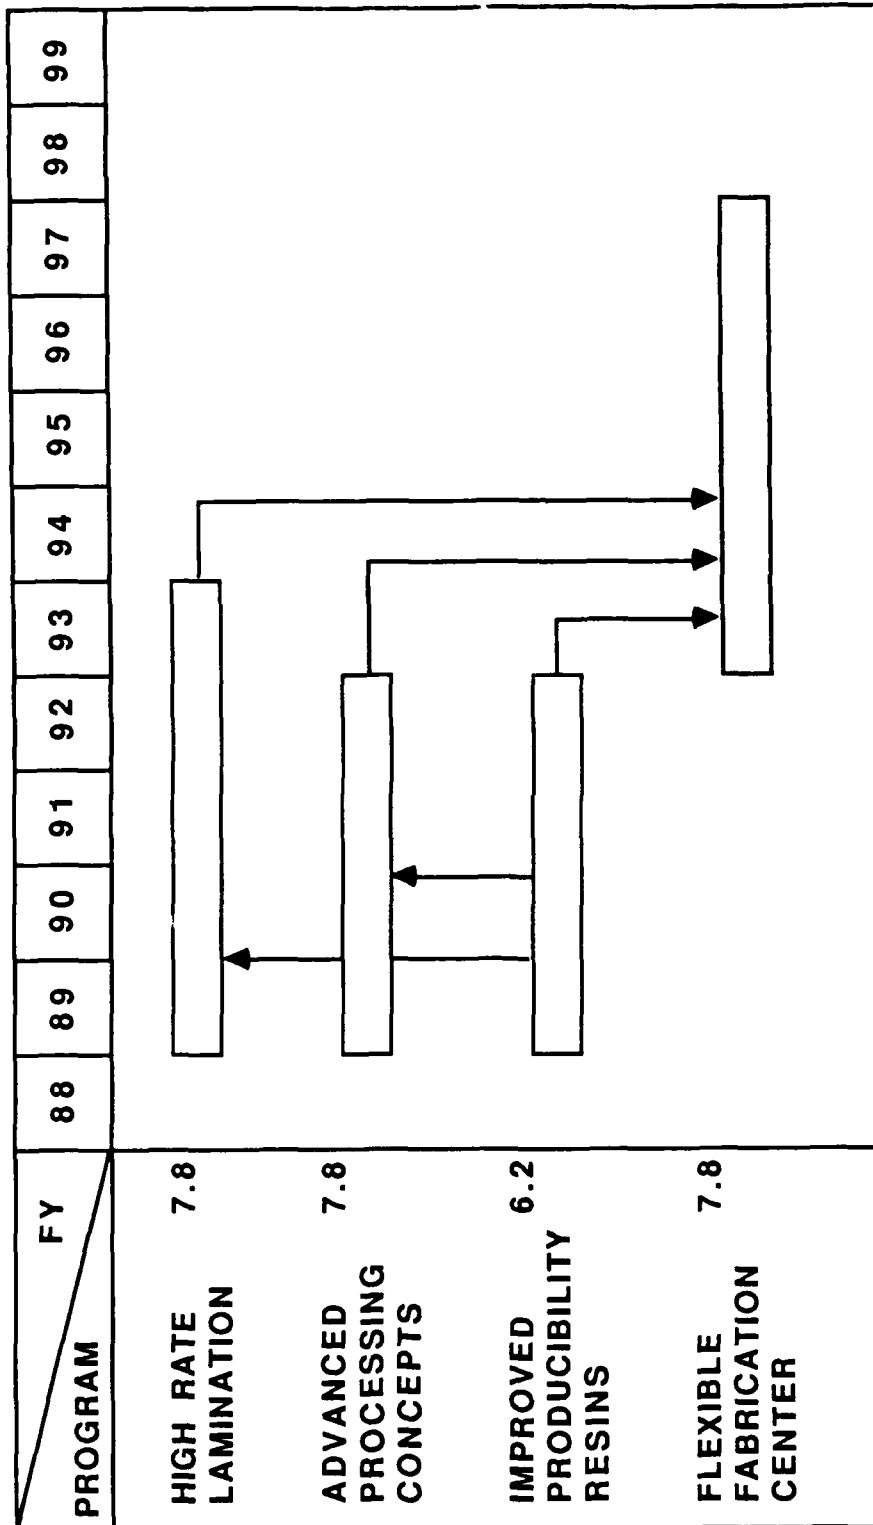 PROGRAM FY 88 89 90 91 92 93 94 95 96 97 98 99
HIGH RATE 7.8
LAMINATION
ADVANCED 7.8
PROCESSING
CONCEPTS
IMPROVED 6.2
PRODUCIBILITY
RESINS
FLEXIBLE 7.8
FABRICATION
CENTER